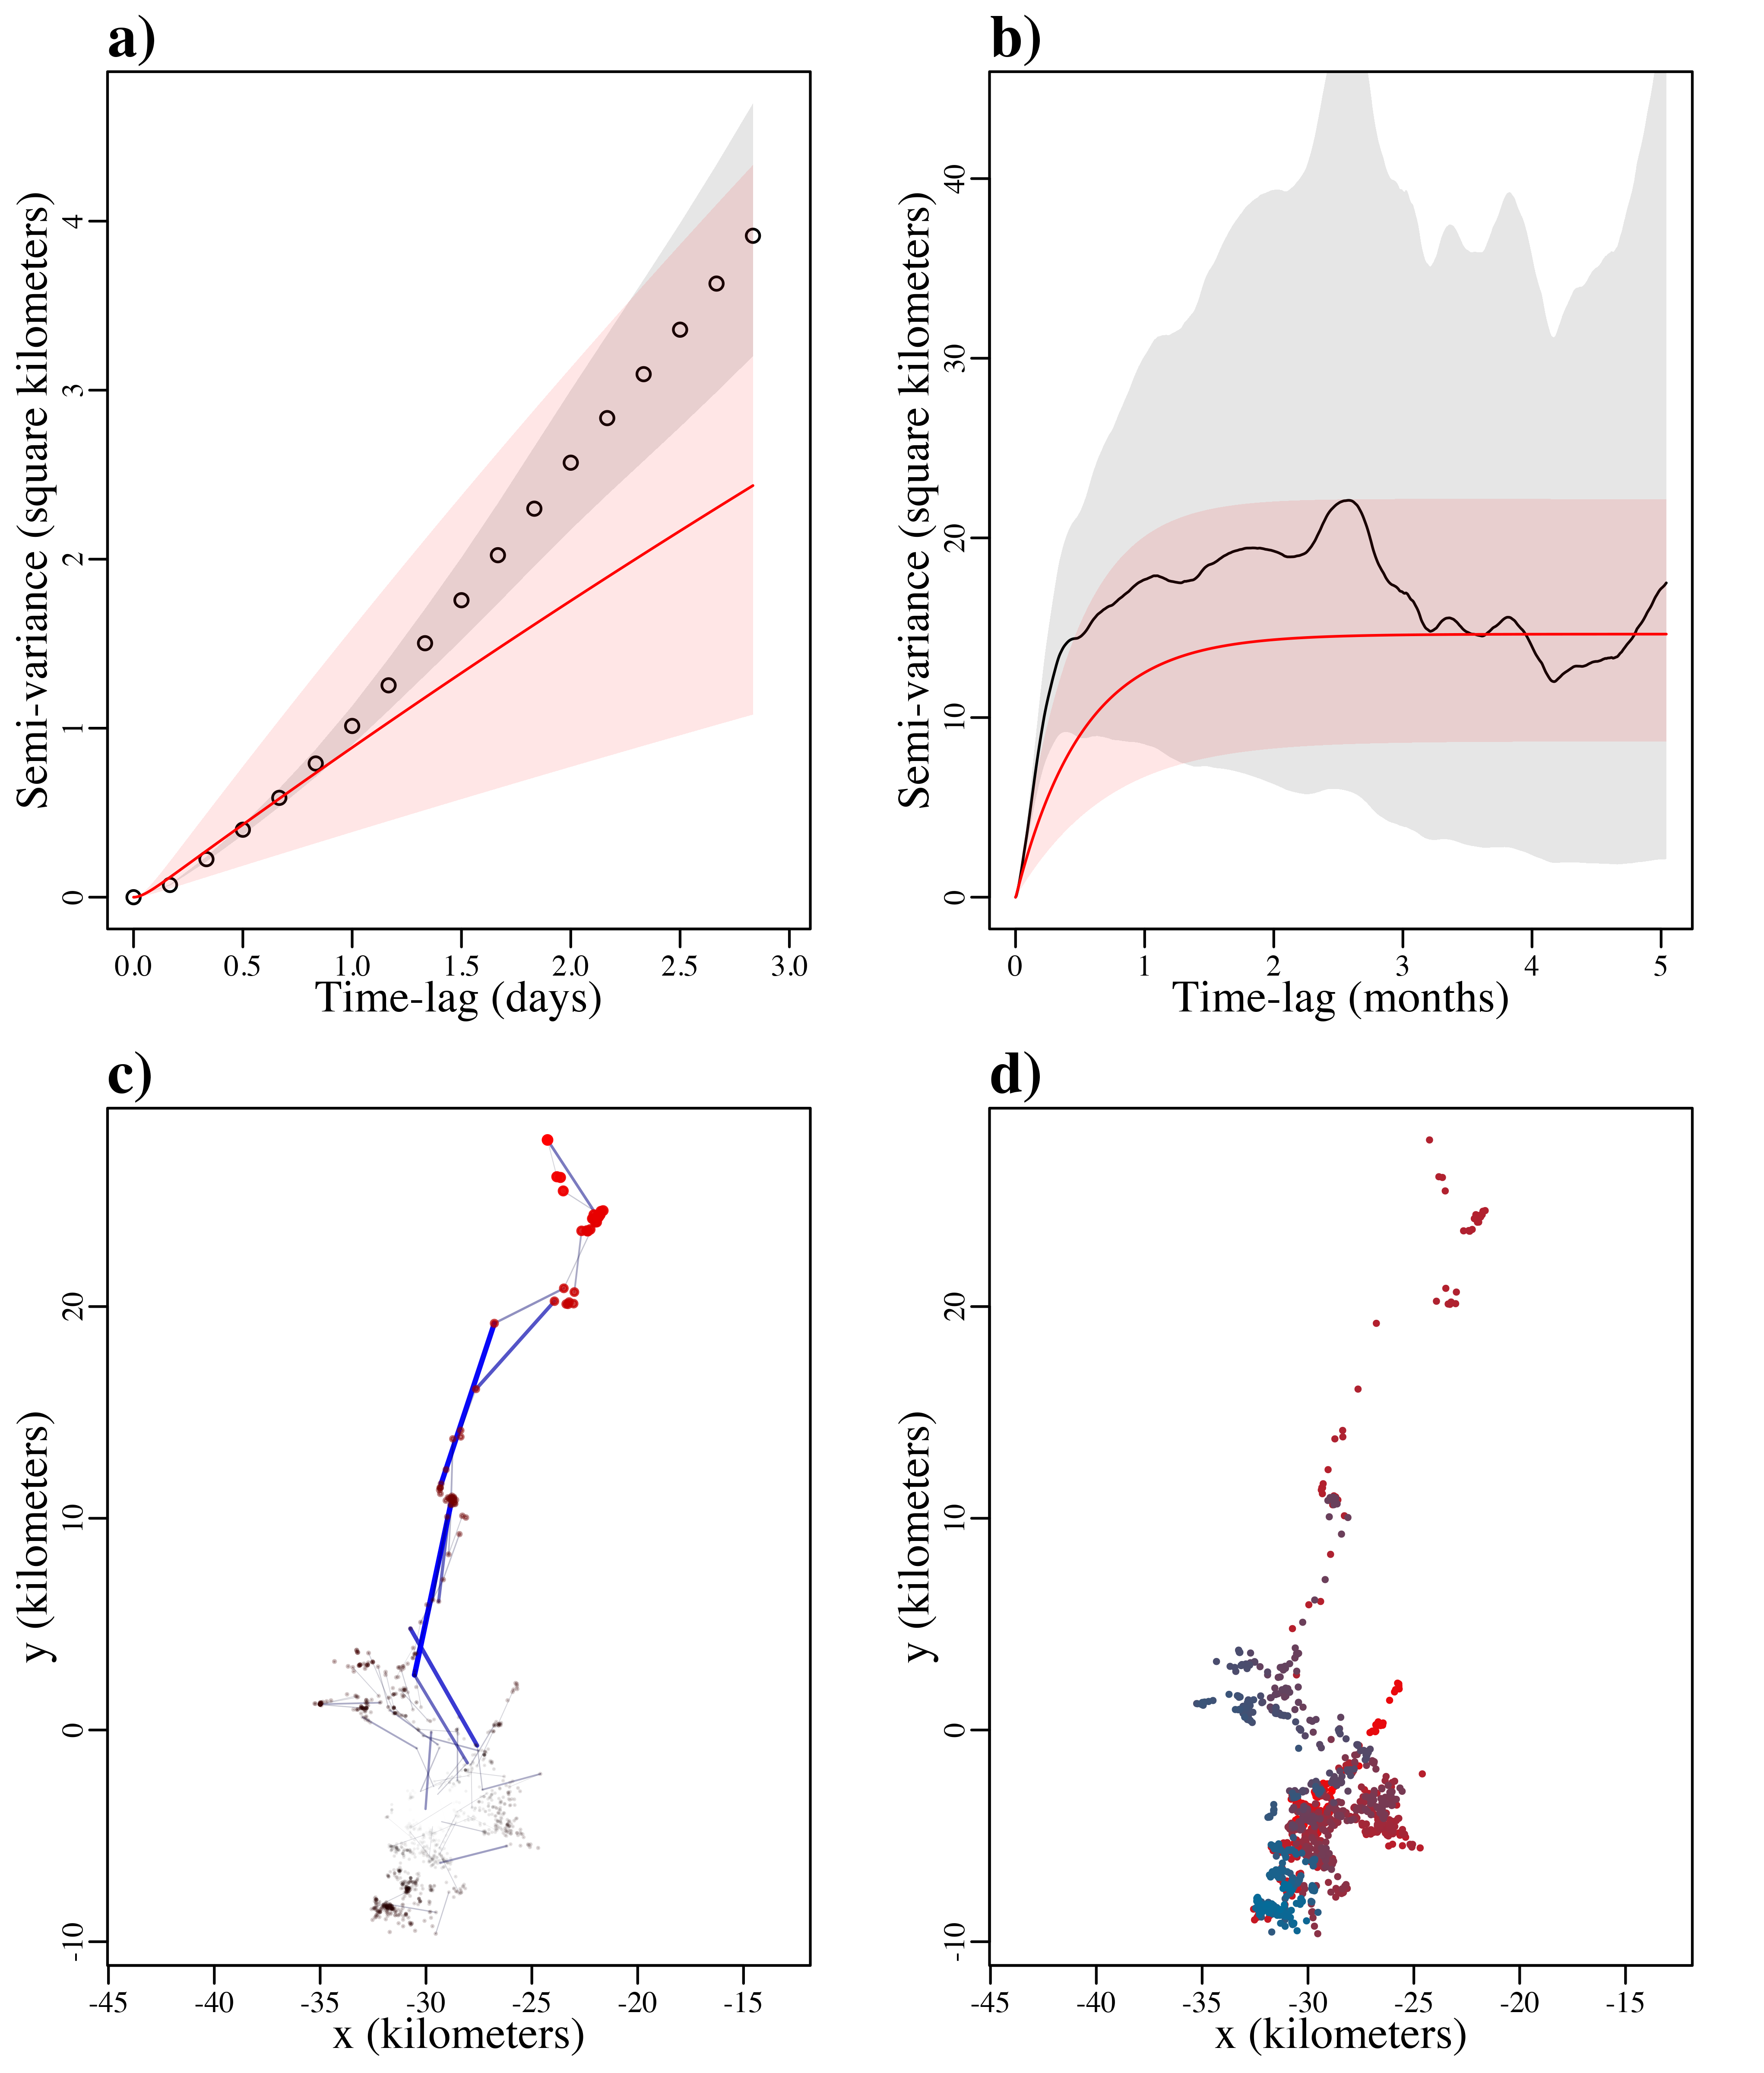 a)
Semi-variance (square kilometers)
4
3
2
1
0
0.0 0.5 1.0 1.5 2.0 2.5 3.0
Time-lag (days)
b)
Semi-variance (square kilometers)
40
30
20
10
0
0 1 2 3 4 5
Time-lag (months)
c)
y (kilometers)
20
10
0
-10
-45 -40 -35 -30 -25 -20 -15
x (kilometers)
d)
y (kilometers)
20
10
0
-10
-45 -40 -35 -30 -25 -20 -15
x (kilometers)